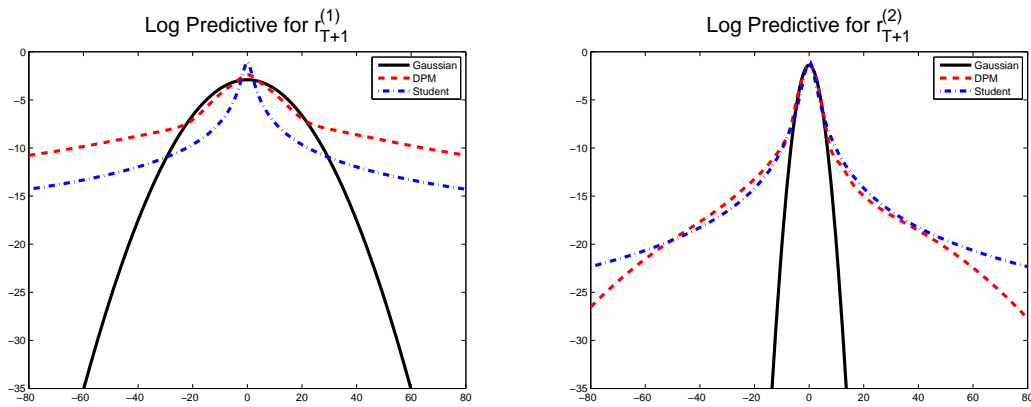 Log Predictive for r_{T+1}^{(1)}
0
−5
−10
−15
−20
−25
−30
−35
−80 −60 −40 −20 0 20 40 60 80
Gaussian
DPM
Student
Log Predictive for r_{T+1}^{(2)}
0
−5
−10
−15
−20
−25
−30
−35
−80 −60 −40 −20 0 20 40 60 80
Gaussian
DPM
Student